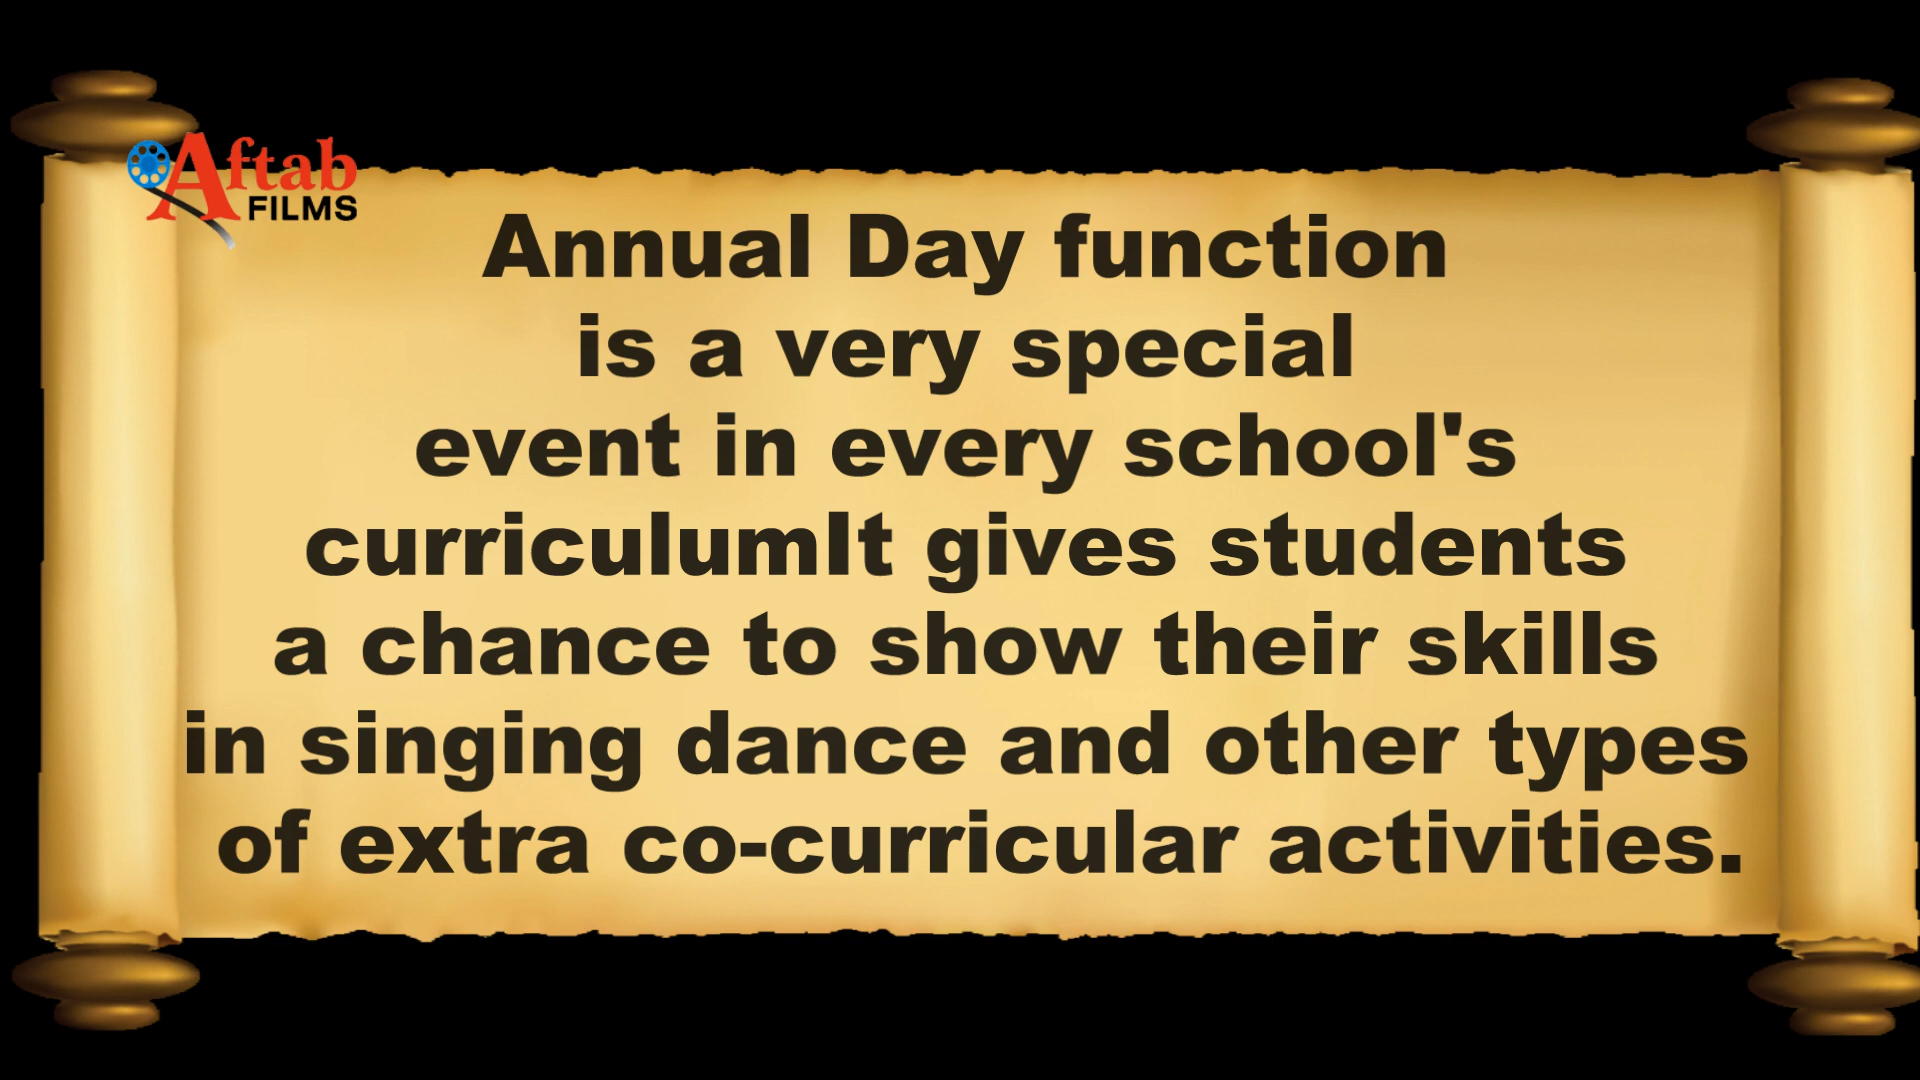 Aftab
FILMS
Annual Day function
is a very special
event in every school's
curriculumIt gives students
a chance to show their skills
in singing dance and other types
of extra co-curricular activities.